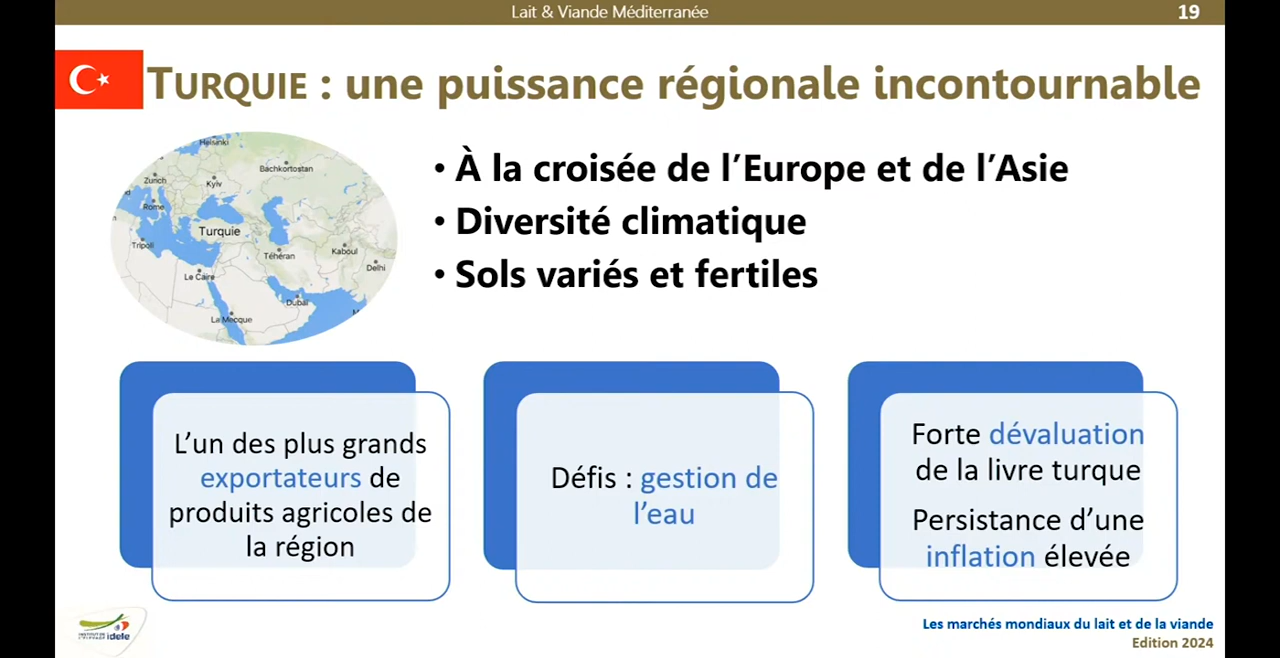 Lait & Viande Méditerranée
19
TURQUIE : une puissance régionale incontournable
Helsinki
Bachkortostan
Zurich
Kyiv
Rome
Turquie
Tripoli
Téhéran
Kaboul
Delhi
Le Caire
Dubaï
La Mecque
• À la croisée de l’Europe et de l’Asie
• Diversité climatique
• Sols variés et fertiles
L’un des plus grands
exportateurs de
produits agricoles de
la région
Défis : gestion de
l’eau
Forte dévaluation
de la livre turque
Persistance d’une
inflation élevée
INSTITUT DE
L'ELEVAGE idele
Les marchés mondiaux du lait et de la viande
Edition 2024